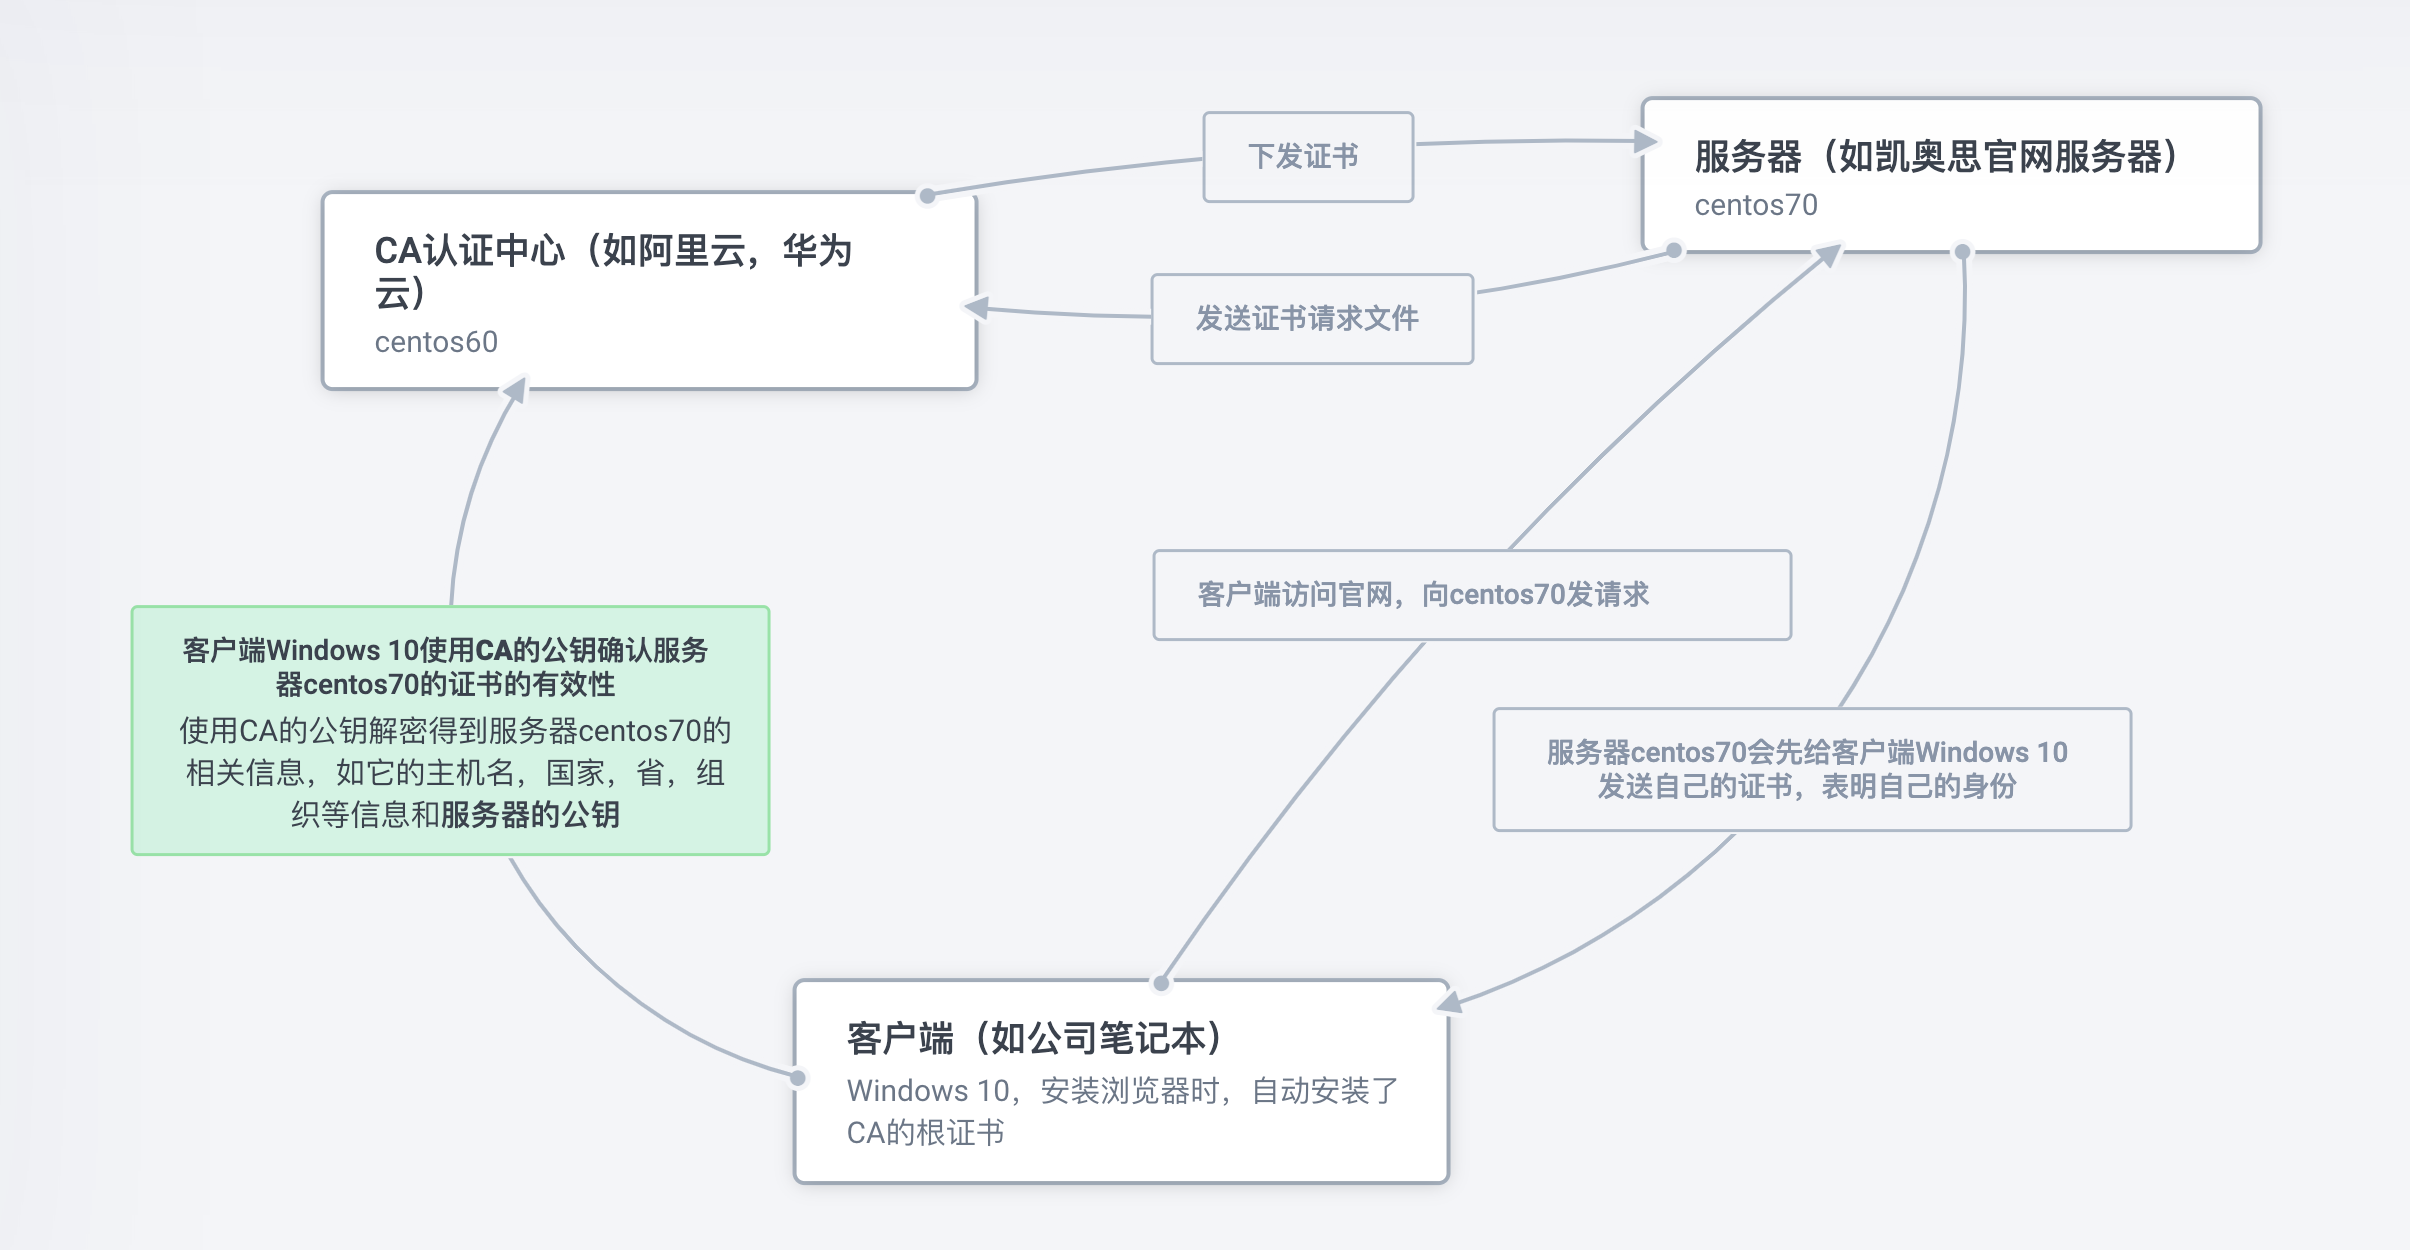 下发证书
服务器（如凯奥思官网服务器）
centos70
CA认证中心（如阿里云，华为
云）
centos60
发送证书请求文件
客户端访问官网，向centos70发请求
客户端Windows 10使用CA的公钥确认服务
器centos70的证书的有效性
使用CA的公钥解密得到服务器centos70的
相关信息，如它的主机名，国家，省，组
织等信息和服务器的公钥
服务器centos70会先给客户端Windows 10
发送自己的证书，表明自己的身份
客户端（如公司笔记本）
Windows 10，安装浏览器时，自动安装了
CA的根证书